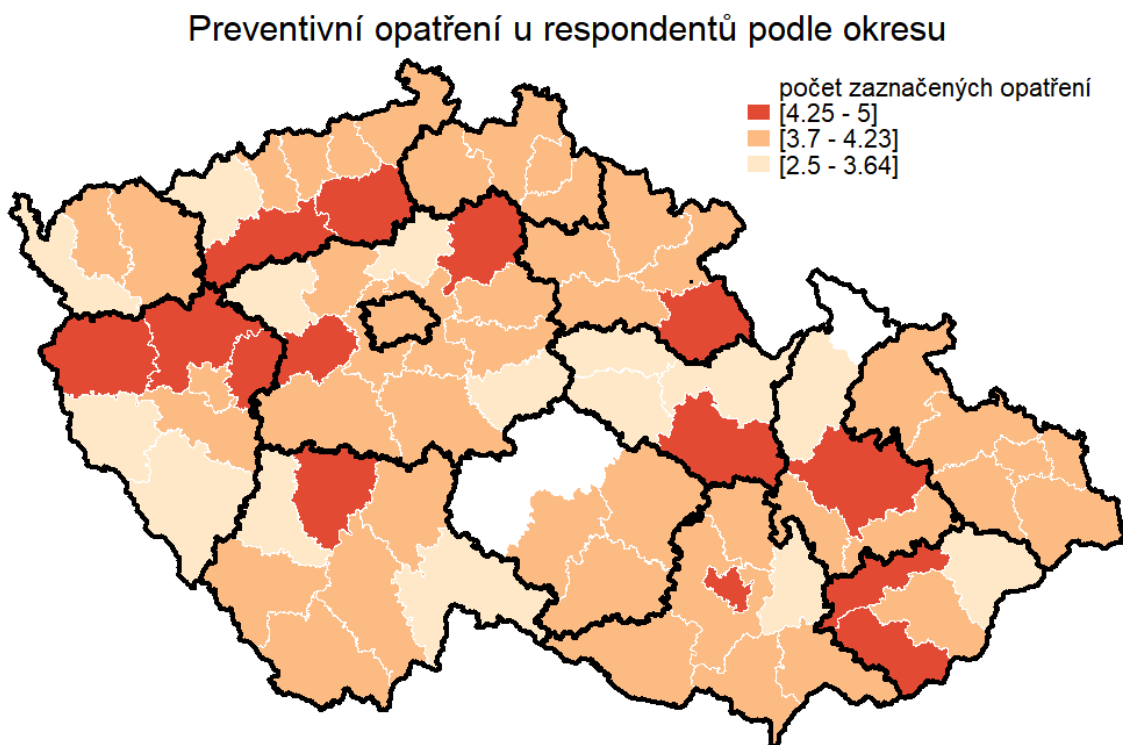 Preventivní opatření u respondentů podle okresu
počet zaznačených opatření
[4.25 - 5]
[3.7 - 4.23]
[2.5 - 3.64]